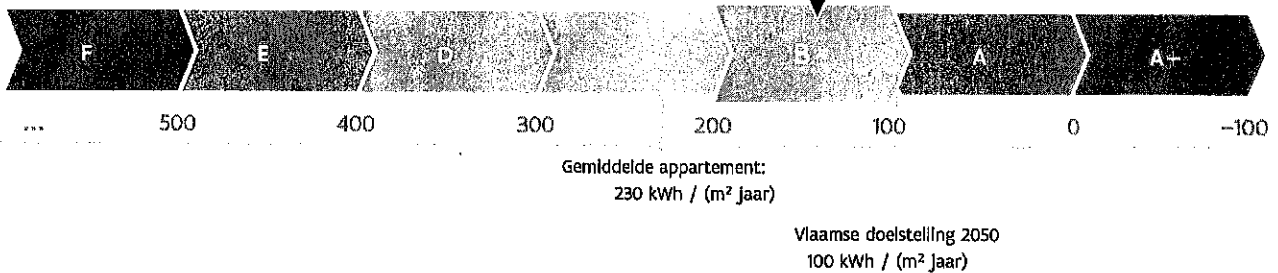 F E D B A A+
... 500 400 300 200 100 0 -100
Gemiddelde appartement:
230 kWh / (m² jaar)
Vlaamse doelstelling 2050
100 kWh / (m² jaar)